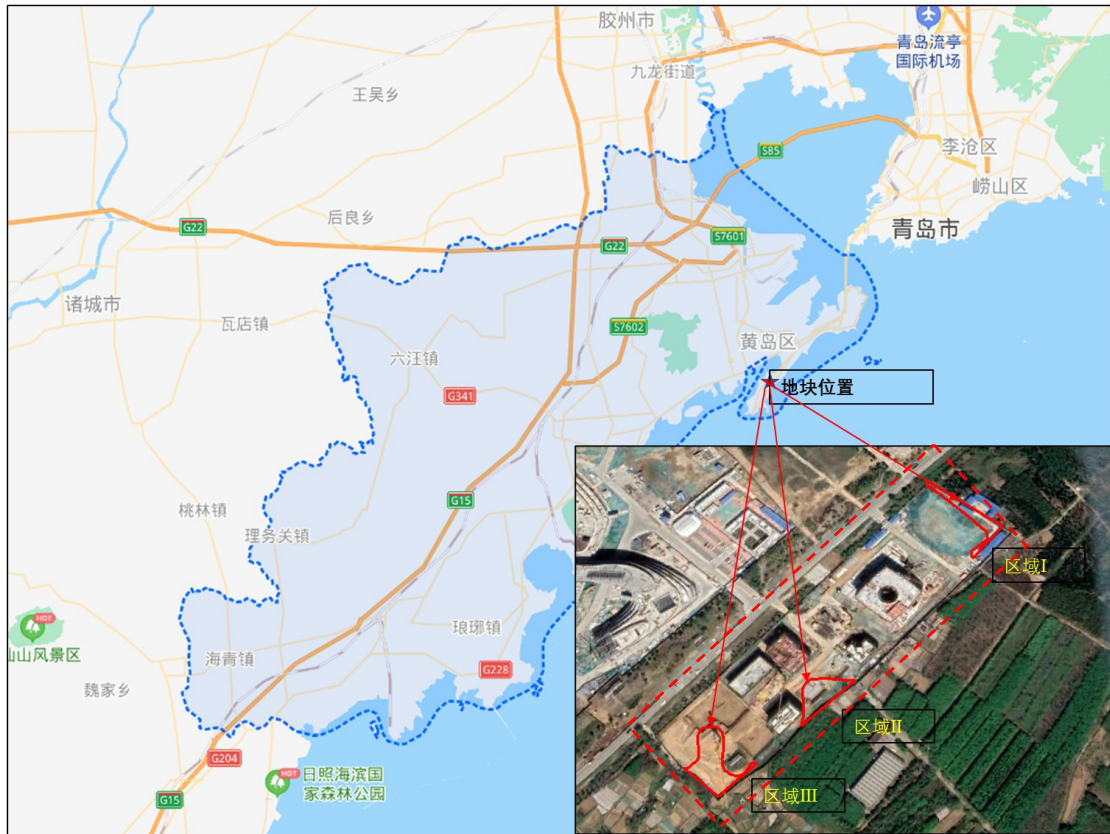 胶州市
青岛流亭
国际机场
九龙街道
王吴乡
李沧区
S85
崂山区
后良乡
青岛市
G22
S7601
G22
诸城市
瓦店镇
S7602
黄岛区
六汪镇
地块位置
G341
G15
桃林镇
理务关镇
区域I
琅琊镇
HOT
山风景区
海青镇
G228
魏家乡
区域II
G204
HOT
日照海滨国
家森林公园
G15
区域III